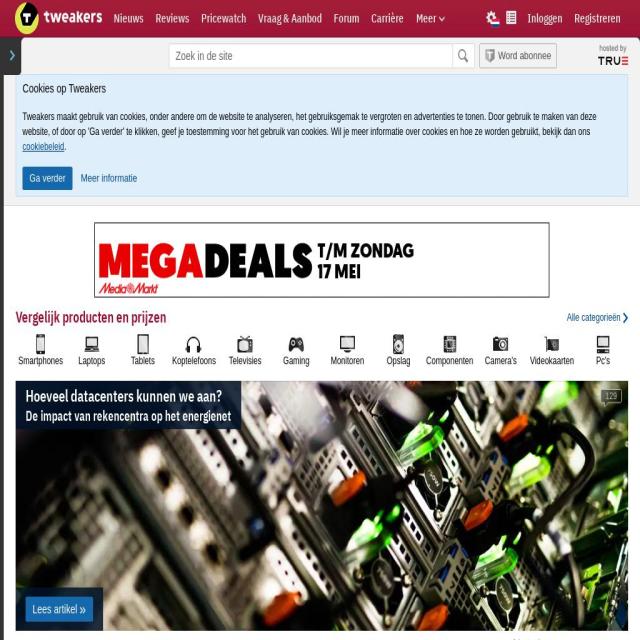 tweakers Nieuws Reviews Pricewatch Vraag & Aanbod Forum Carrière Meer Inloggen Registreren
Zoek in de site Word abonnee hosted by
TRUE
Cookies op Tweakers
Tweakers maakt gebruik van cookies, onder andere om de website te analyseren, het gebruiksgemak te vergroten en advertenties te tonen. Door gebruik te maken van deze
website, of door op 'Ga verder' te klikken, geef je toestemming voor het gebruik van cookies. Wil je meer informatie over cookies en hoe ze worden gebruikt, bekijk dan ons
cookiebeleid.
Ga verder Meer informatie
MEGADEALS T/M ZONDAG
17 MEI
Media Markt
Vergelijk producten en prijzen Alle categorieën
Smartphones Laptops Tablets Koptelefoons Televisies Gaming Monitoren Opslag Componenten Camera's Videokaarten Pc's
Hoeveel datacenters kunnen we aan? 129
De impact van rekencentra op het energienet
Lees artikel »